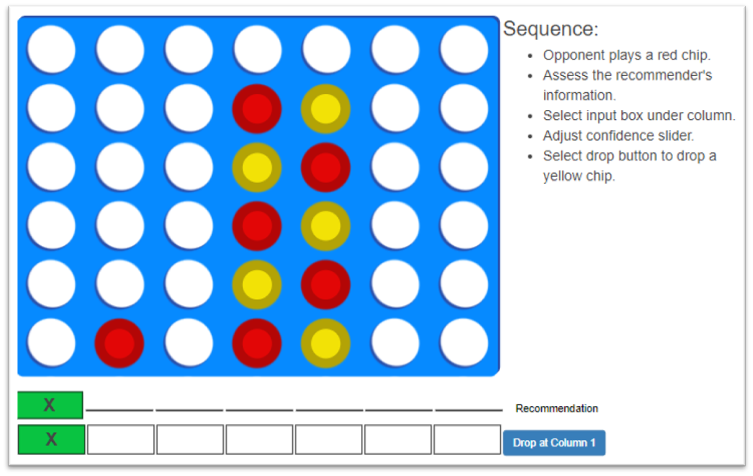 Sequence:
Opponent plays a red chip.
Assess the recommender's
information.
Select input box under column.
Adjust confidence slider.
Select drop button to drop a
yellow chip.
X
Recommendation
X
Drop at Column 1